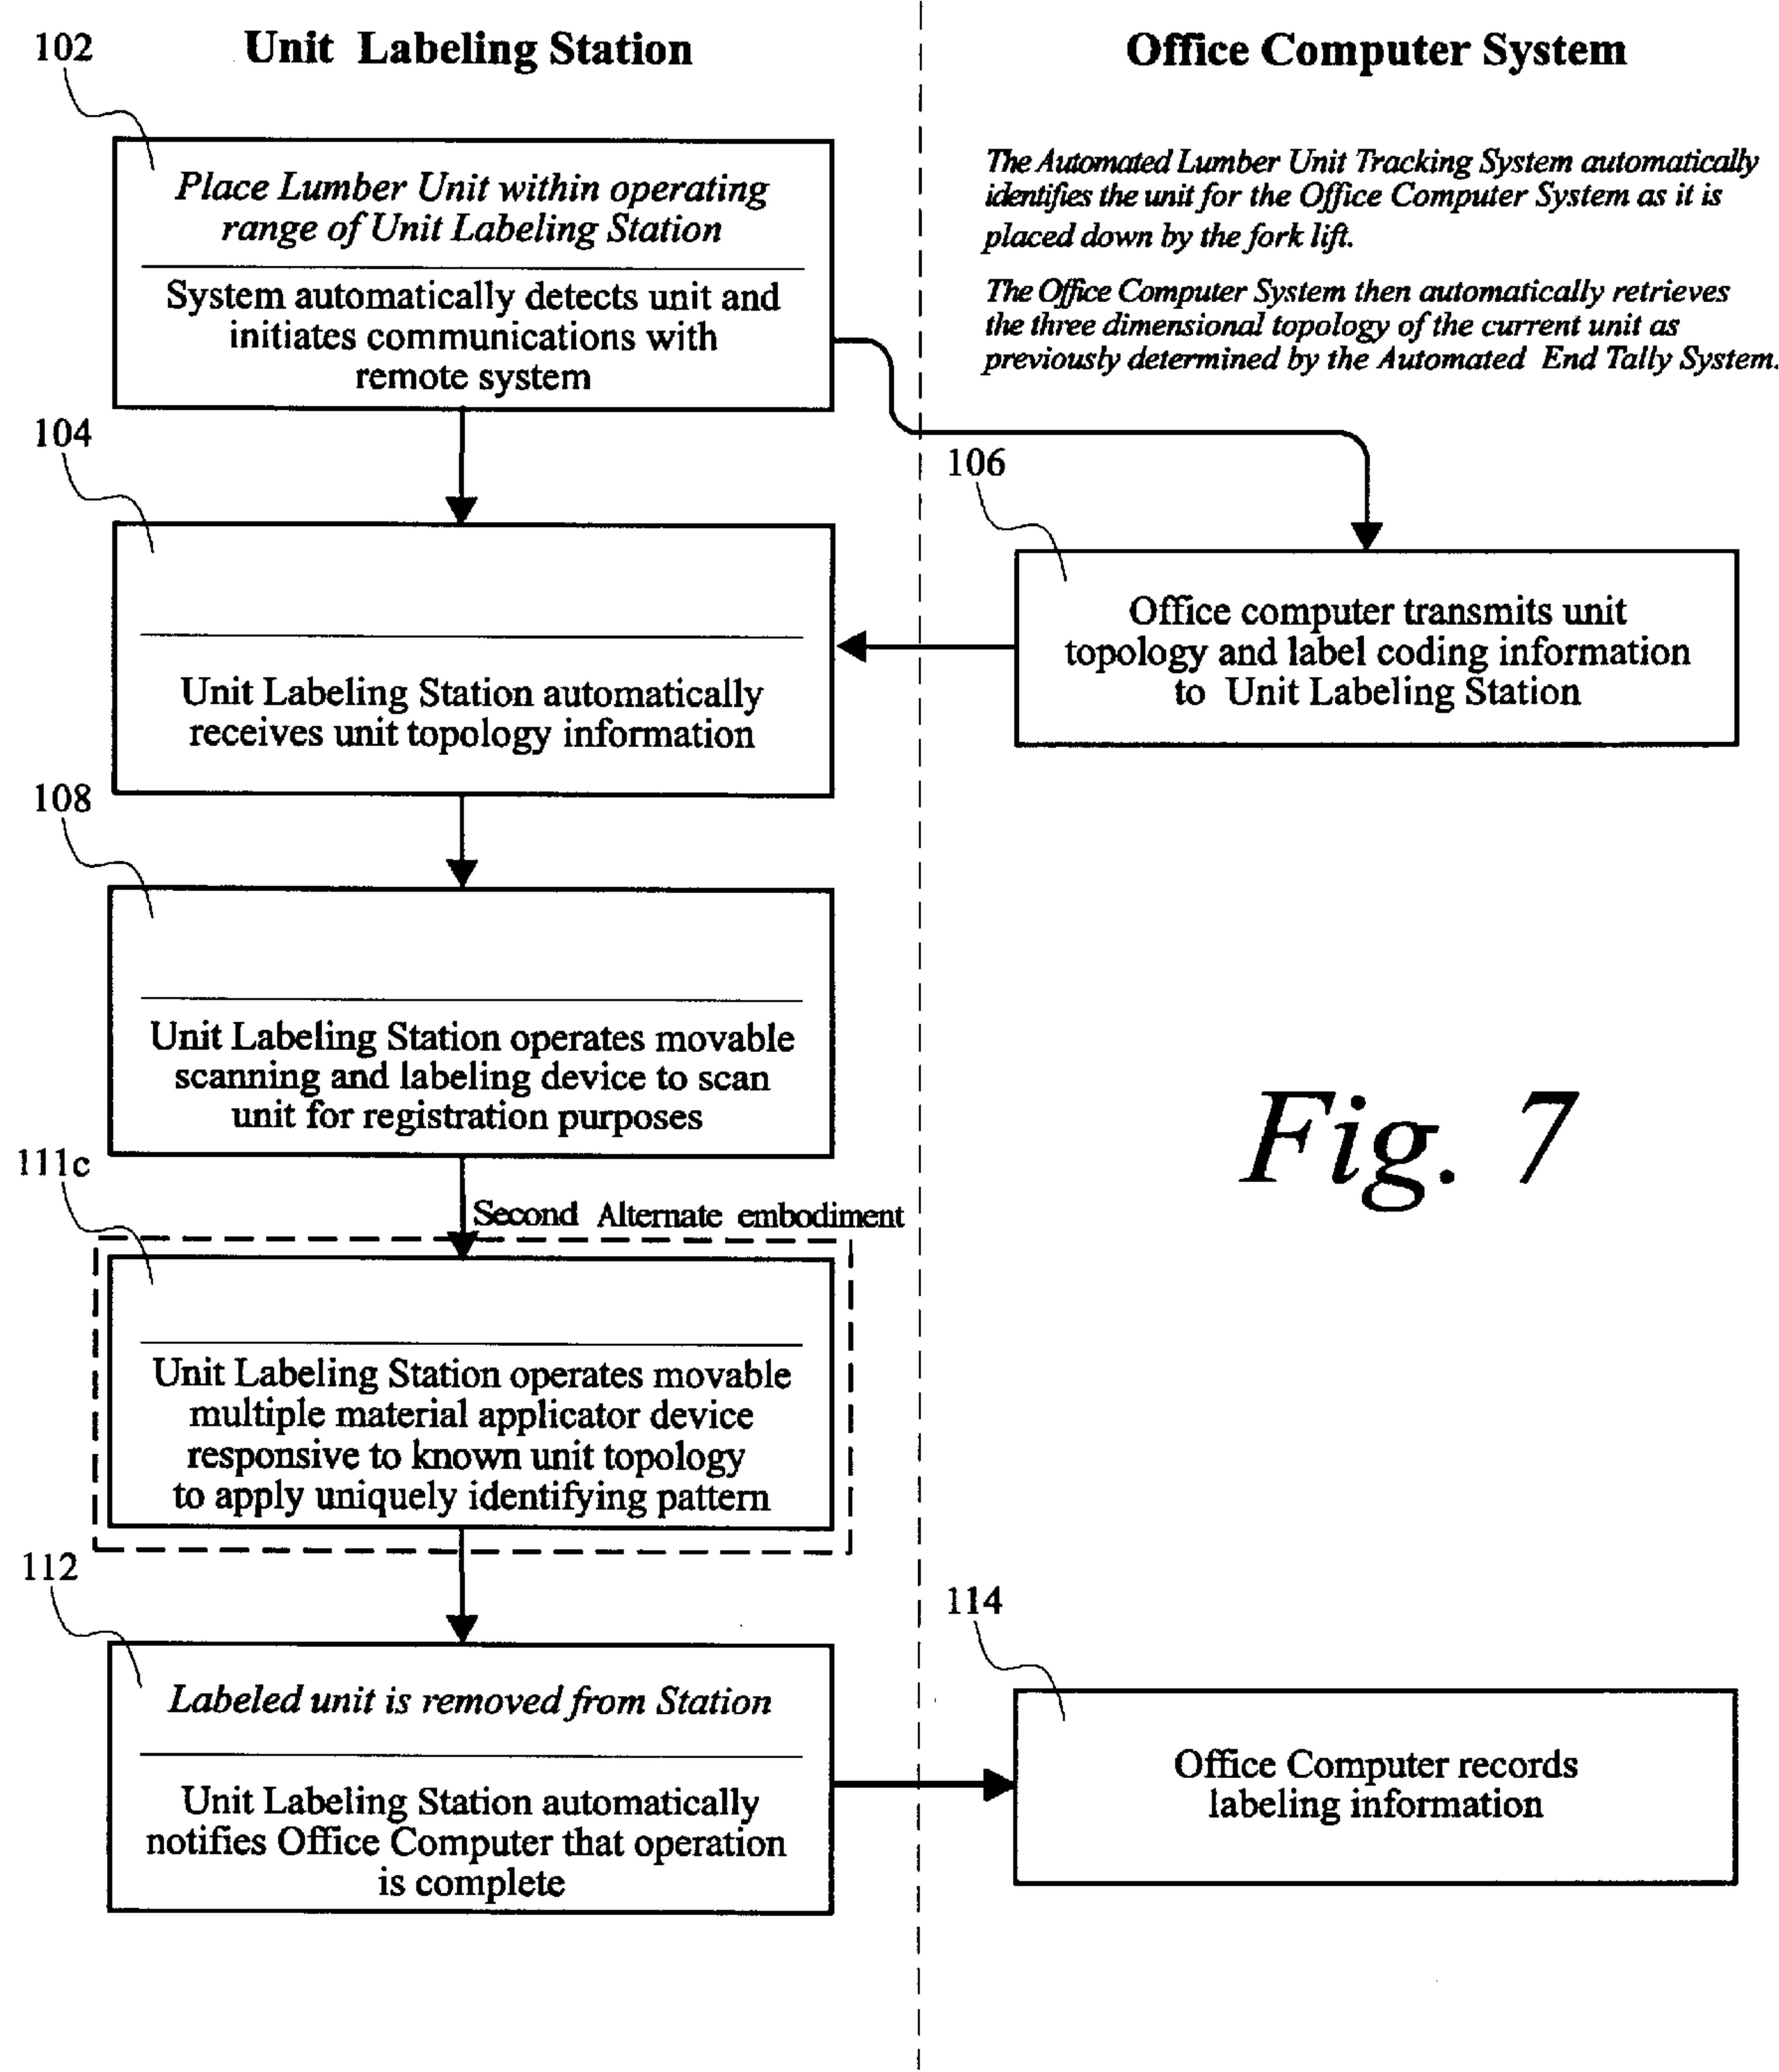 102
Unit Labeling Station
Office Computer System
Place Lumber Unit within operating
range of Unit Labeling Station
System automatically detects unit and
initiates communications with
remote system
The Automated Lumber Unit Tracking System automatically
identifies the unit for the Office Computer System as it is
placed down by the fork lift.
The Office Computer System then automatically retrieves
the three dimensional topology of the current unit as
previously determined by the Automated End Tally System.
104
106
Unit Labeling Station automatically
receives unit topology information
Office computer transmits unit
topology and label coding information
to Unit Labeling Station
108
Unit Labeling Station operates movable
scanning and labeling device to scan
unit for registration purposes
Fig. 7
111c
Second Alternate embodiment
Unit Labeling Station operates movable
multiple material applicator device
responsive to known unit topology
to apply uniquely identifying pattern
112
114
Labeled unit is removed from Station
Unit Labeling Station automatically
notifies Office Computer that operation
is complete
Office Computer records
labeling information